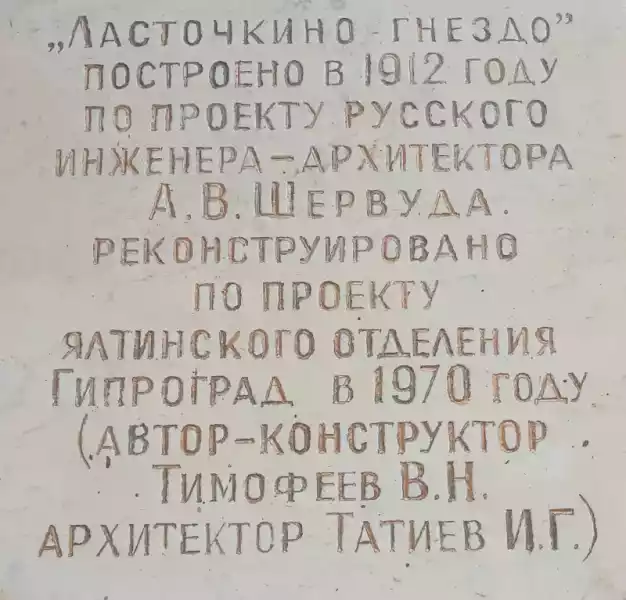 „Ласточкино гнездо”
построено в 1912 году
по проекту русского
инженера–архитектора
А.В.Шервуда.
реконструировано
по проекту
ялтинского отделения
Гипроград в 1970 году
(автор–конструктор
Тимофеев В.Н.
архитектор Татиев И.Г.)